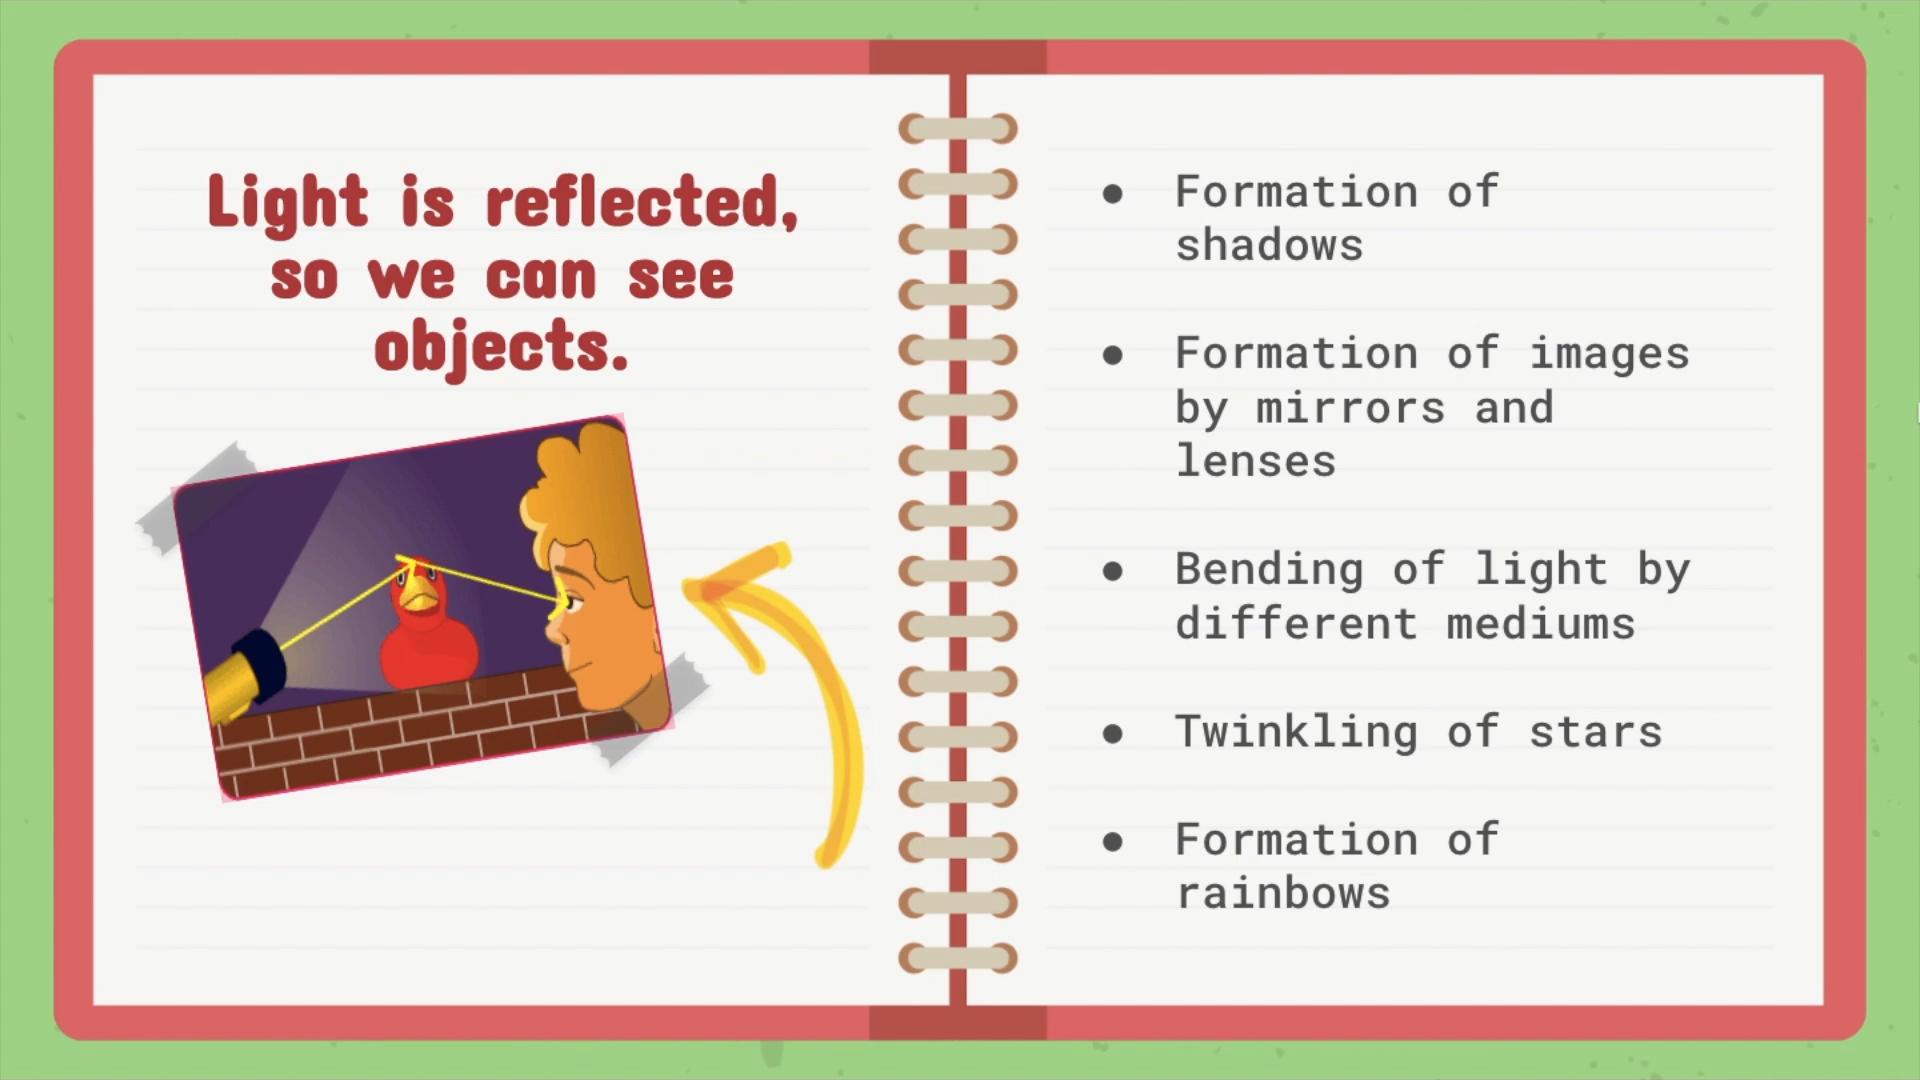 Light is reflected,
so we can see
objects.
● Formation of
shadows
● Formation of images
by mirrors and
lenses
● Bending of light by
different mediums
● Twinkling of stars
● Formation of
rainbows